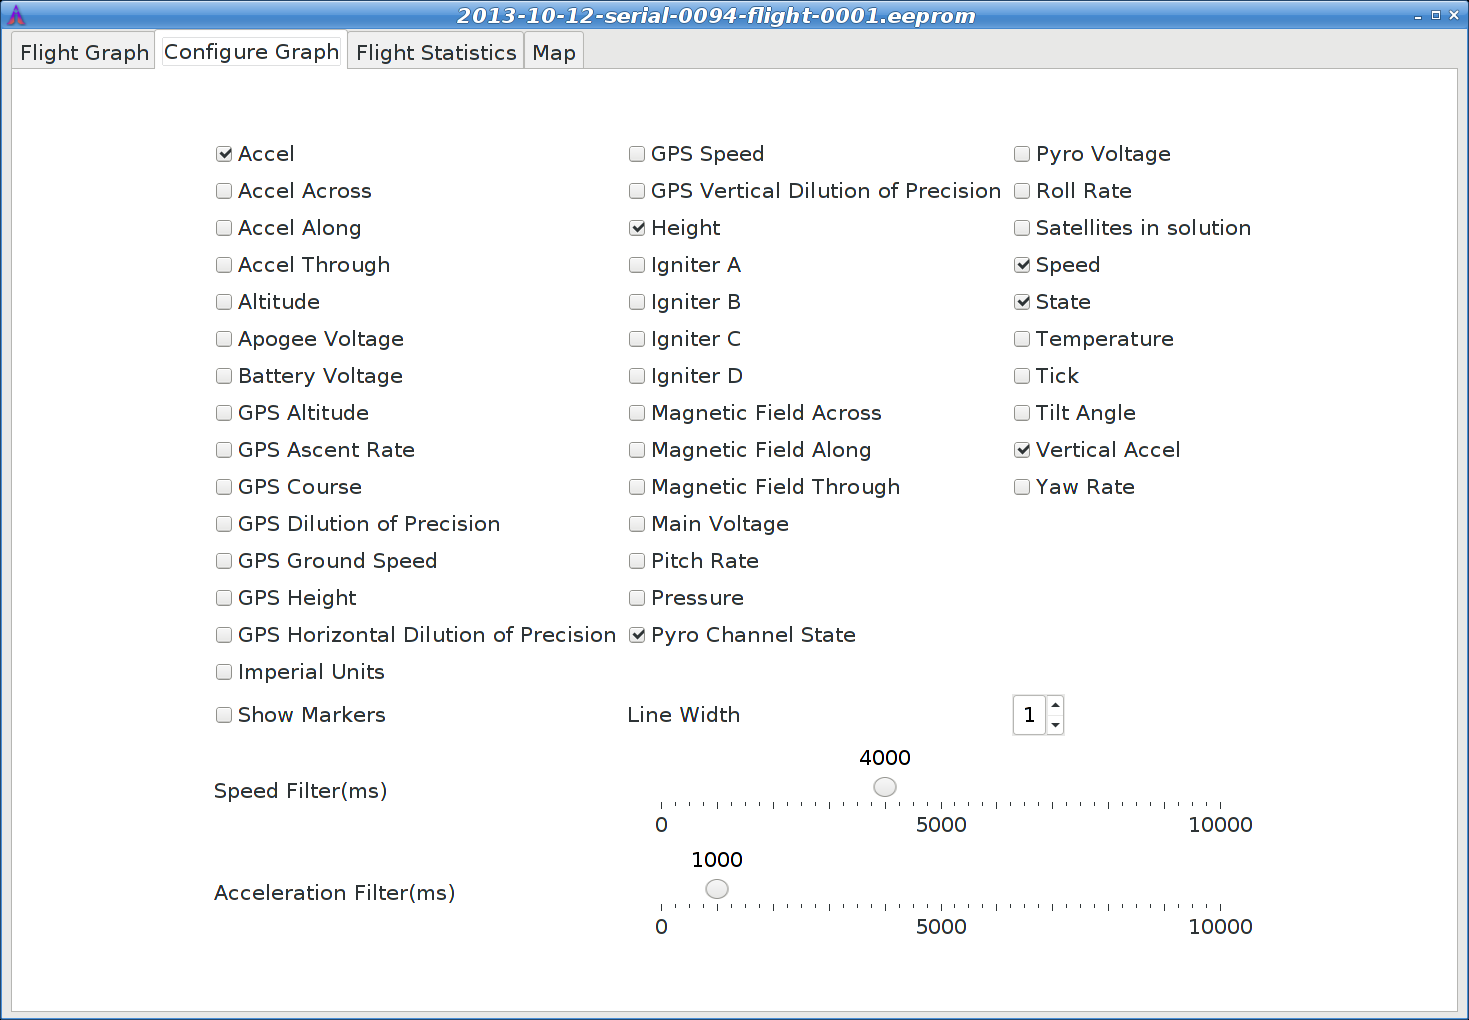 2013-10-12-serial-0094-flight-0001.eeprom
Flight Graph Configure Graph Flight Statistics Map
Accel GPS Speed Pyro Voltage
Accel Across GPS Vertical Dilution of Precision Roll Rate
Accel Along Height Satellites in solution
Accel Through Igniter A Speed
Altitude Igniter B State
Apogee Voltage Igniter C Temperature
Battery Voltage Igniter D Tick
GPS Altitude Magnetic Field Across Tilt Angle
GPS Ascent Rate Magnetic Field Along Vertical Accel
GPS Course Magnetic Field Through Yaw Rate
GPS Dilution of Precision Main Voltage
GPS Ground Speed Pitch Rate
GPS Height Pressure
GPS Horizontal Dilution of Precision Pyro Channel State
Imperial Units
Show Markers Line Width 1
4000
Speed Filter(ms)
0 5000 10000
1000
Acceleration Filter(ms)
0 5000 10000